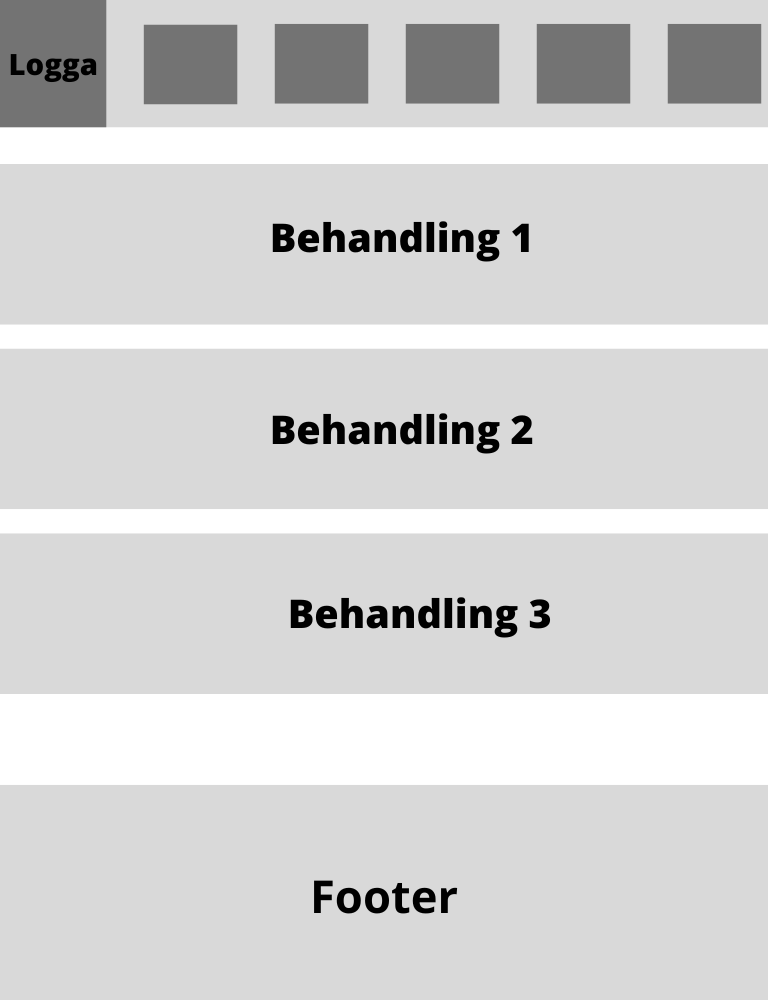 Logga
Behandling 1
Behandling 2
Behandling 3
Footer